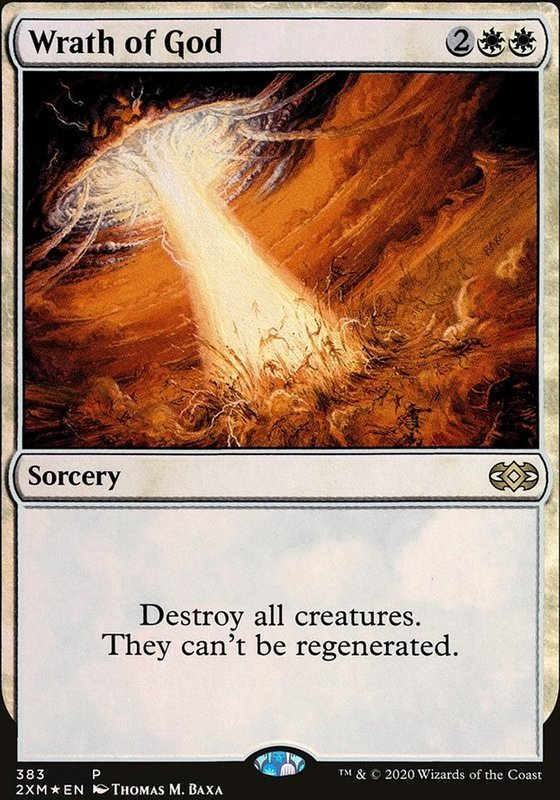 Wrath of God 2
Sorcery
Destroy all creatures.
They can't be regenerated.
383 P
2XM★EN Thomas M. Baxa
™ & © 2020 Wizards of the Coast